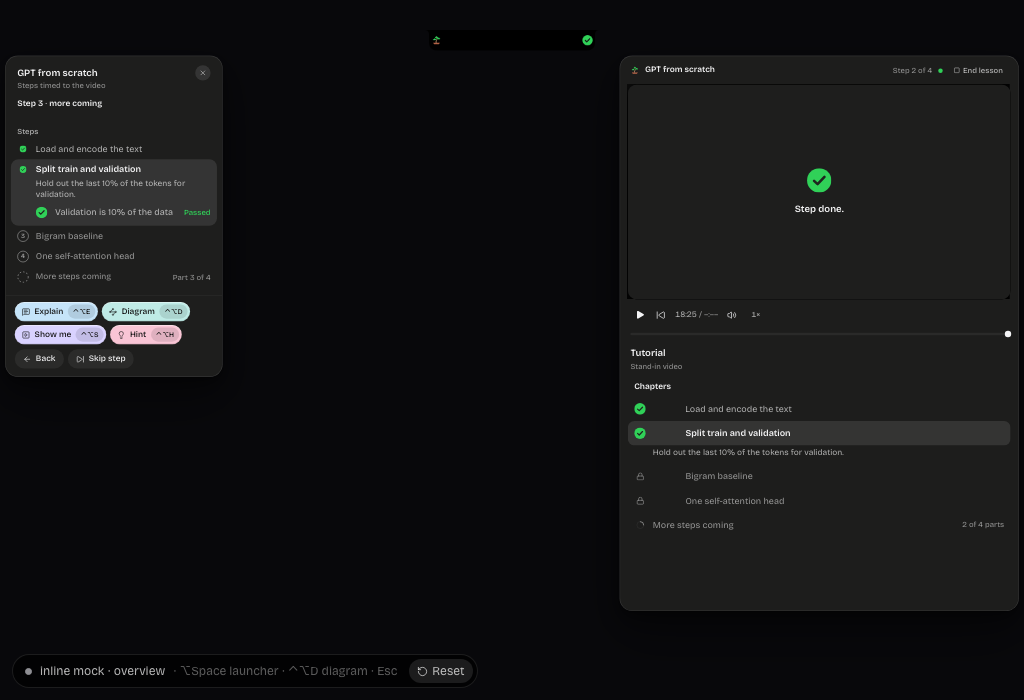 GPT from scratch
Steps timed to the video
Step 3 · more coming
Steps
Load and encode the text
Split train and validation
Hold out the last 10% of the tokens for
validation.
Validation is 10% of the data Passed
3 Bigram baseline
4 One self-attention head
More steps coming Part 3 of 4
Explain ^⌥E Diagram ^⌥D
Show me ^⌥S Hint ^⌥H
Back Skip step
GPT from scratch Step 2 of 4 End lesson
Step done.
18:25 / –:–– 1×
Tutorial
Stand-in video
Chapters
Load and encode the text
Split train and validation
Hold out the last 10% of the tokens for validation.
Bigram baseline
One self-attention head
More steps coming 2 of 4 parts
inline mock · overview · ⌥Space launcher · ^⌥D diagram · Esc Reset